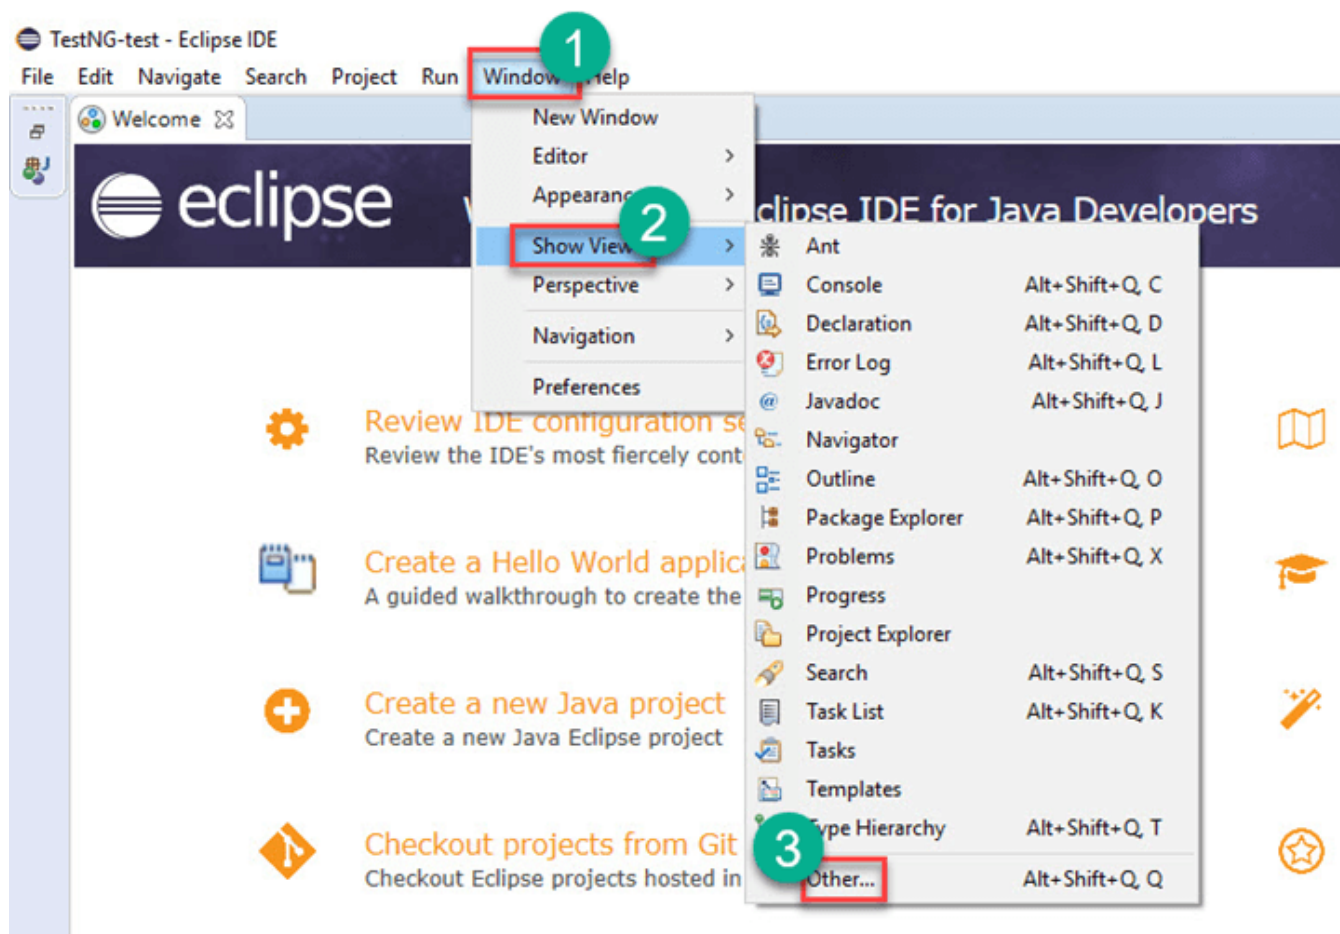 TestNG-test - Eclipse IDE
1
File Edit Navigate Search Project Run Window Help
Welcome
New Window
Editor
Appearance
eclipse
clipse IDE for Java Developers
2
Show View
Perspective
Navigation
Preferences
Ant
Console Alt+Shift+Q, C
Declaration Alt+Shift+Q, D
Error Log Alt+Shift+Q, L
Javadoc Alt+Shift+Q, J
Navigator
Outline Alt+Shift+Q, O
Package Explorer Alt+Shift+Q, P
Problems Alt+Shift+Q, X
Progress
Project Explorer
Search Alt+Shift+Q, S
Task List Alt+Shift+Q, K
Tasks
Templates
Type Hierarchy Alt+Shift+Q, T
3
Other... Alt+Shift+Q, Q
Review IDE configuration se
Review the IDE's most fiercely cont
Create a Hello World applica
A guided walkthrough to create the
Create a new Java project
Create a new Java Eclipse project
Checkout projects from Git
Checkout Eclipse projects hosted in